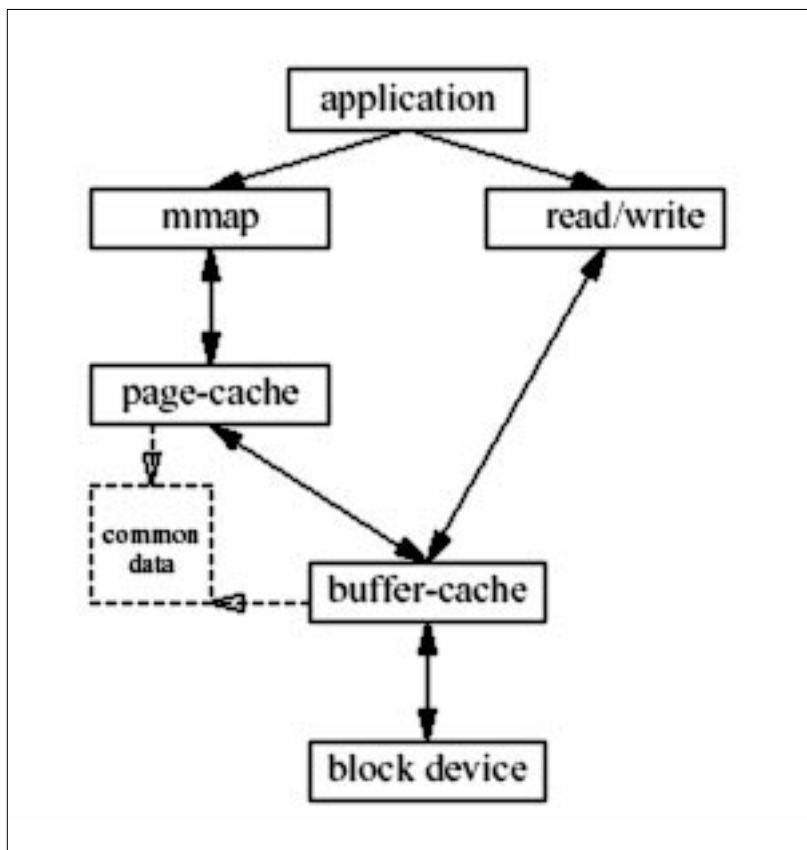 application
mmap
read/write
page-cache
common
data
buffer-cache
block device